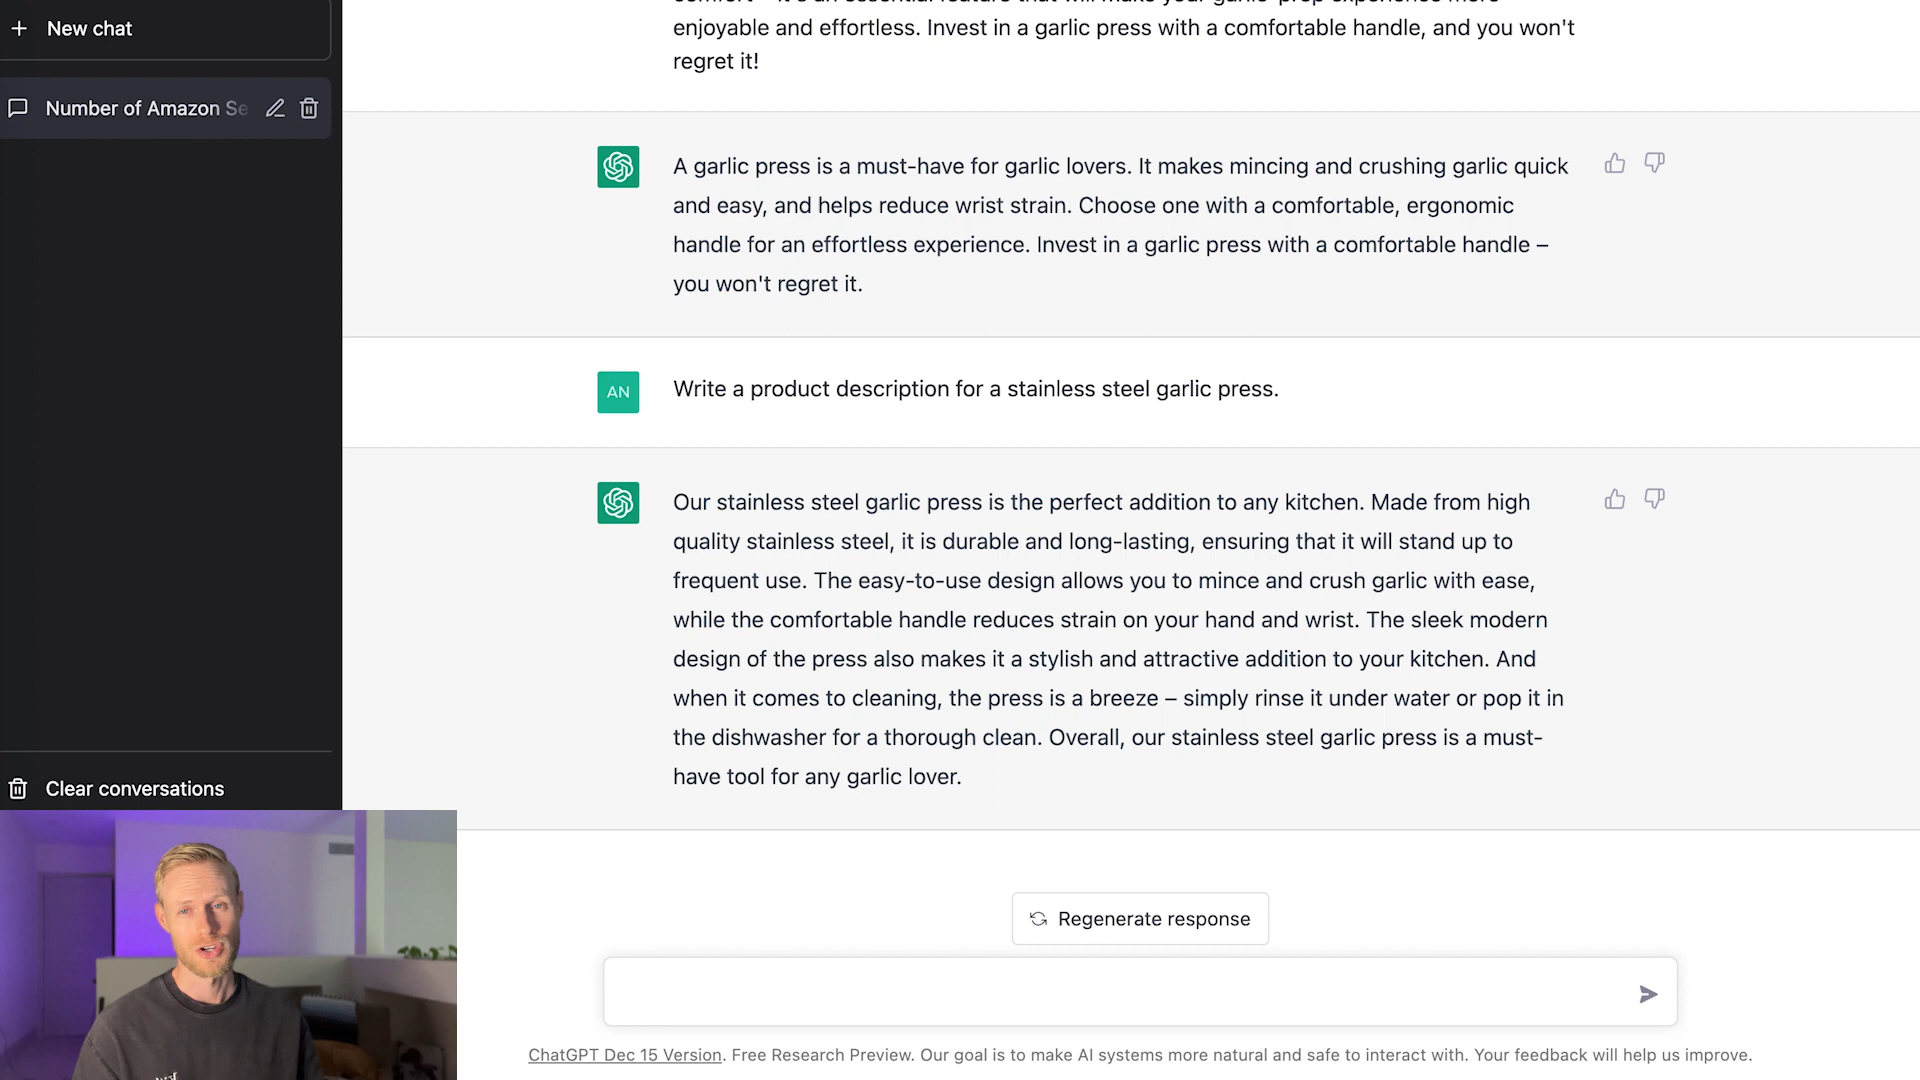 New chat
Number of Amazon Se
enjoyable and effortless. Invest in a garlic press with a comfortable handle, and you won't
regret it!
A garlic press is a must-have for garlic lovers. It makes mincing and crushing garlic quick
and easy, and helps reduce wrist strain. Choose one with a comfortable, ergonomic
handle for an effortless experience. Invest in a garlic press with a comfortable handle –
you won't regret it.
AN
Write a product description for a stainless steel garlic press.
Our stainless steel garlic press is the perfect addition to any kitchen. Made from high
quality stainless steel, it is durable and long-lasting, ensuring that it will stand up to
frequent use. The easy-to-use design allows you to mince and crush garlic with ease,
while the comfortable handle reduces strain on your hand and wrist. The sleek modern
design of the press also makes it a stylish and attractive addition to your kitchen. And
when it comes to cleaning, the press is a breeze – simply rinse it under water or pop it in
the dishwasher for a thorough clean. Overall, our stainless steel garlic press is a must-
have tool for any garlic lover.
Clear conversations
Regenerate response
ChatGPT Dec 15 Version. Free Research Preview. Our goal is to make AI systems more natural and safe to interact with. Your feedback will help us improve.